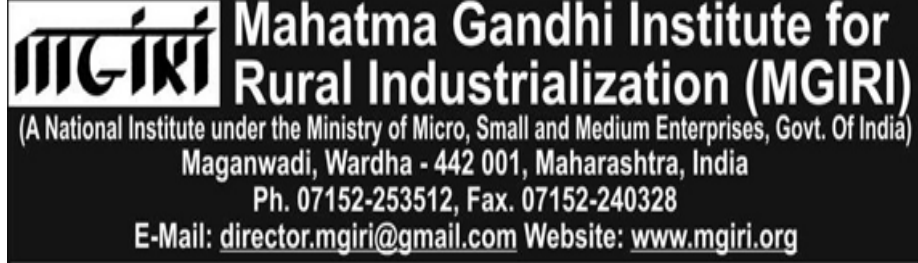 MGIRI
Mahatma Gandhi Institute for
Rural Industrialization (MGIRI)
(A National Institute under the Ministry of Micro, Small and Medium Enterprises, Govt. Of India)
Maganwadi, Wardha - 442 001, Maharashtra, India
Ph. 07152-253512, Fax. 07152-240328
E-Mail: director.mgiri@gmail.com Website: www.mgiri.org